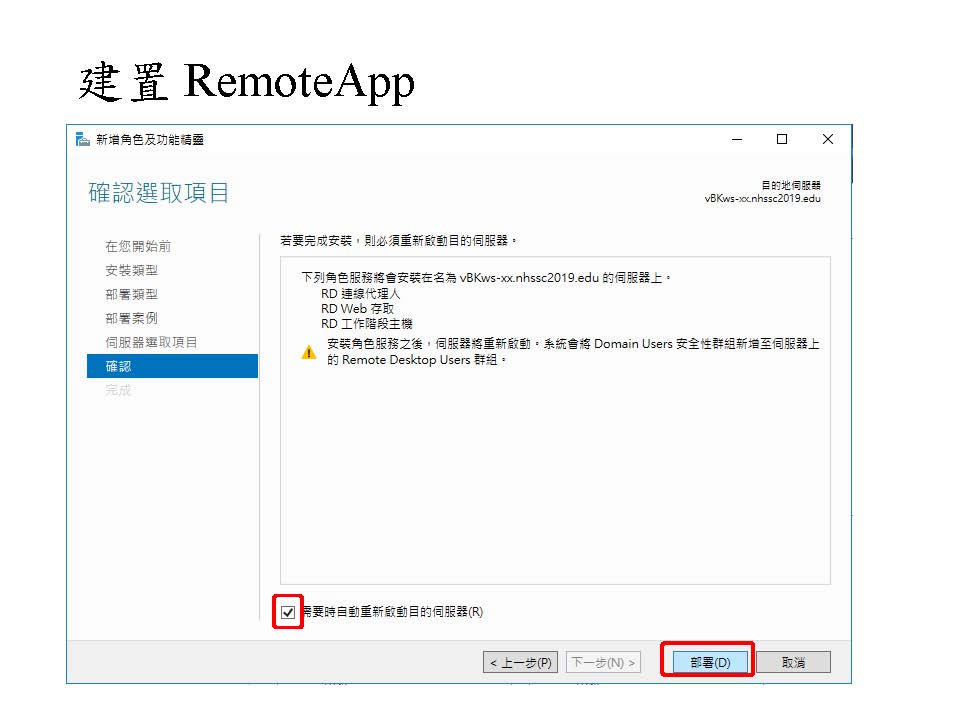 建置 RemoteApp
新增角色及功能精靈
確認選取項目
目的地伺服器
vBKws-xx.nhssc2019.edu
在您開始前
安裝類型
部署類型
部署案例
伺服器選取項目
確認
完成
若要完成安裝，則必須重新啟動目的伺服器。
下列角色服務將會安裝在名為 vBKws-xx.nhssc2019.edu 的伺服器上。
RD 連線代理人
RD Web 存取
RD 工作階段主機
安裝角色服務之後，伺服器將重新啟動。系統會將 Domain Users 安全性群組新增至伺服器上
的 Remote Desktop Users 群組。
需要時自動重新啟動目的伺服器(R)
< 上一步(P)
下一步(N) >
部署(D)
取消